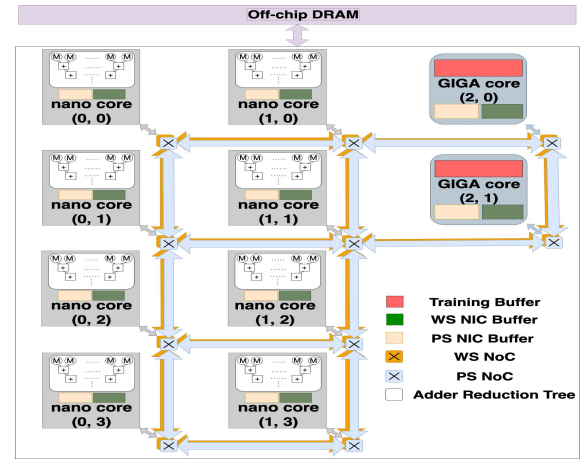 Off-chip DRAM
M M ..... M M
+ ..... +
+ ...... +
nano core
(0, 0)
M M ..... M M
+ ..... +
+ ...... +
nano core
(1, 0)
GIGA core
(2, 0)
M M ..... M M
+ ..... +
+ ...... +
nano core
(0, 1)
M M ..... M M
+ ..... +
+ ...... +
nano core
(1, 1)
GIGA core
(2, 1)
M M ..... M M
+ ..... +
+ ...... +
nano core
(0, 2)
M M ..... M M
+ ..... +
+ ...... +
nano core
(1, 2)
M M ..... M M
+ ..... +
+ ...... +
nano core
(0, 3)
M M ..... M M
+ ..... +
+ ...... +
nano core
(1, 3)
Training Buffer
WS NIC Buffer
PS NIC Buffer
WS NoC
PS NoC
Adder Reduction Tree